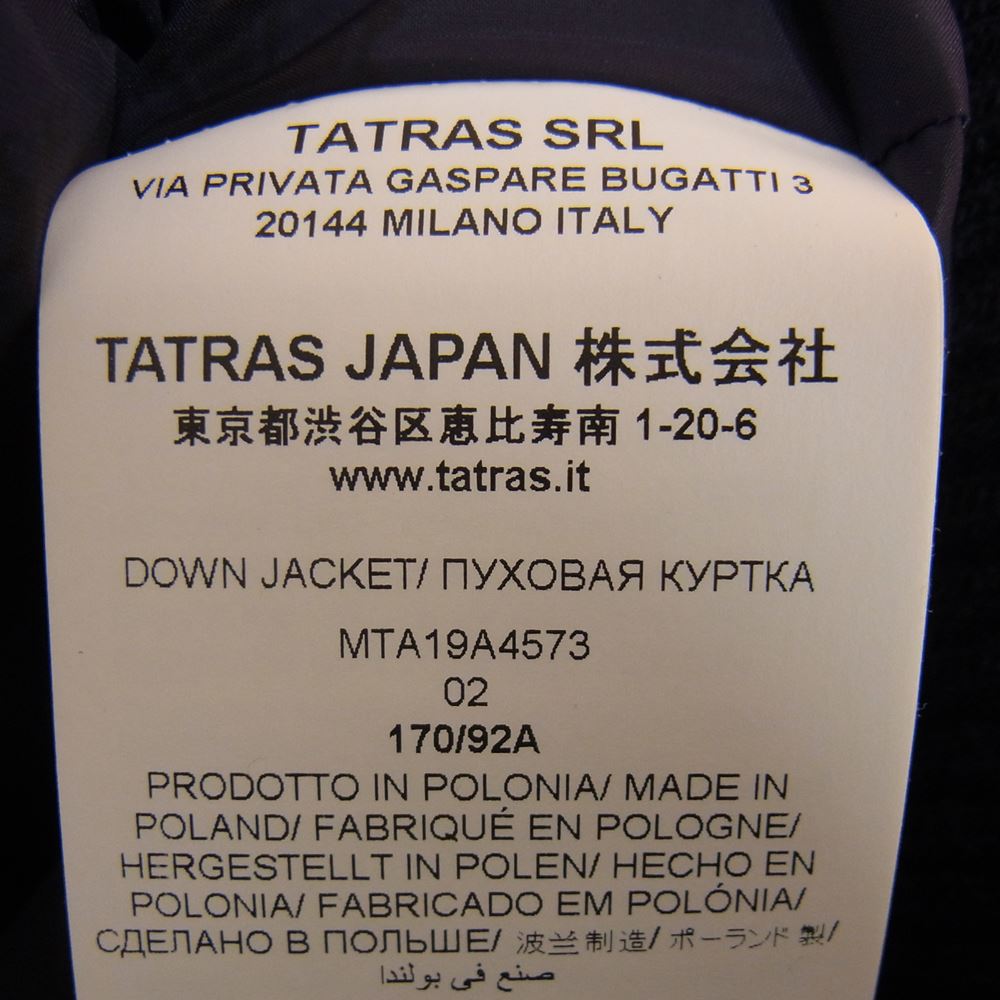 TATRAS SRL
VIA PRIVATA GASPARE BUGATTI 3
20144 MILANO ITALY
TATRAS JAPAN 株式会社
東京都渋谷区恵比寿南 1-20-6
www.tatras.it
DOWN JACKET/ ПУХОВАЯ КУРТКА
MTA19A4573
02
170/92A
PRODOTTO IN POLONIA/ MADE IN
POLAND/ FABRIQUÉ EN POLOGNE/
HERGESTELLT IN POLEN/ HECHO EN
POLONIA/ FABRICADO EM POLÓNIA/
СДЕЛАНО В ПОЛЬШЕ/ 波兰制造/ ポーランド 製/
صنع في بولندا